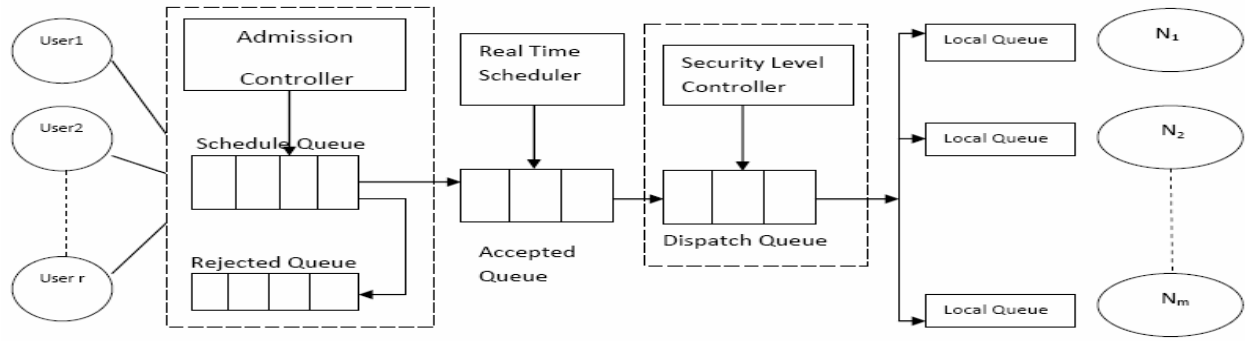 User1
User2
User r
Admission
Controller
Schedule Queue
Rejected Queue
Real Time
Scheduler
Accepted
Queue
Security Level
Controller
Dispatch Queue
Local Queue
Local Queue
Local Queue
N₁
N₂
Nₘ